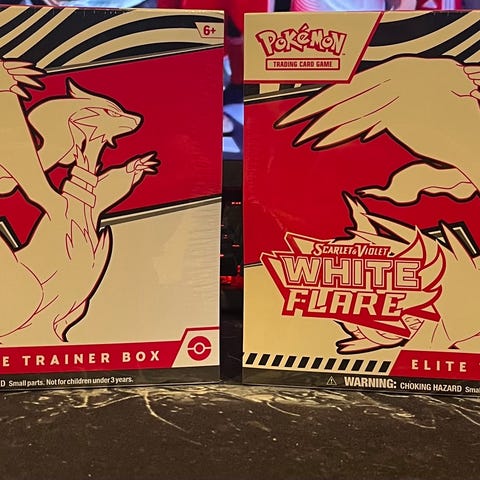 6+
E TRAINER BOX
D Small parts. Not for children under 3 years.
POKéMON
TRADING CARD GAME
SCARLET & VIOLET
WHITE
FLARE
ELITE
WARNING: CHOKING HAZARD Smal